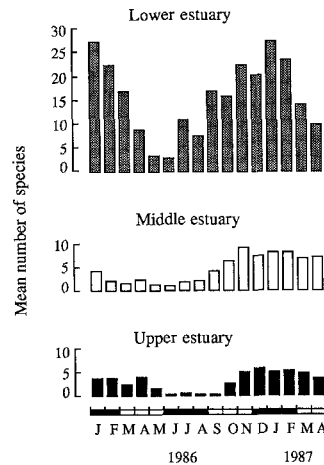 Lower estuary
30
25
20
15
10
5
0
Mean number of species
Middle estuary
10
5
0
Upper estuary
10
5
0
J F M A M J J A S O N D J F M A
1986 1987